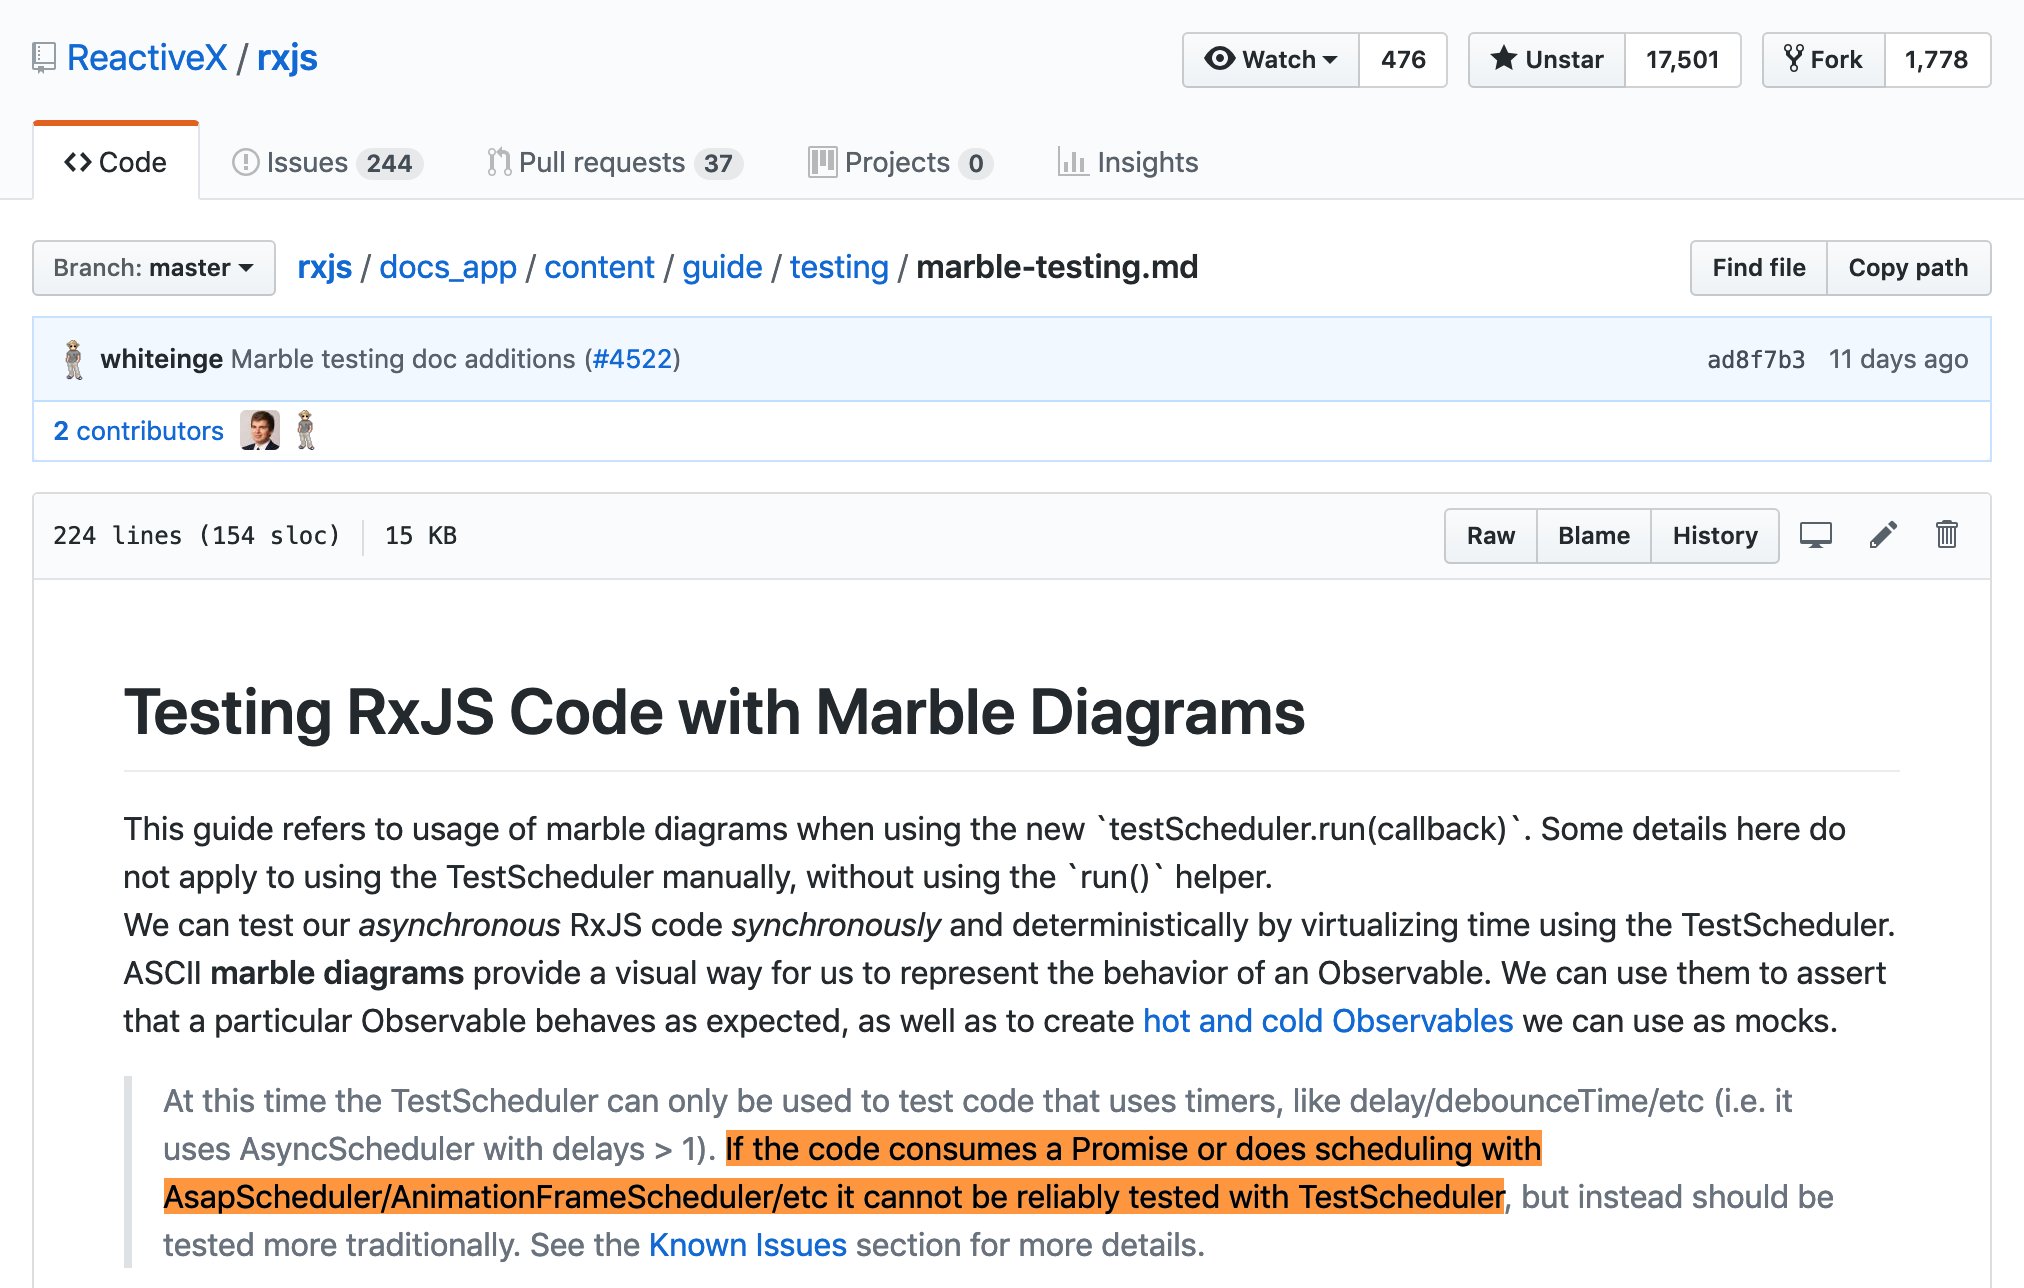 ReactiveX / rxjs
Watch 476 Unstar 17,501 Fork 1,778
Code Issues 244 Pull requests 37 Projects 0 Insights
Branch: master rxjs / docs_app / content / guide / testing / marble-testing.md Find file Copy path
whiteinge Marble testing doc additions (#4522) ad8f7b3 11 days ago
2 contributors
224 lines (154 sloc) 15 KB Raw Blame History
Testing RxJS Code with Marble Diagrams
This guide refers to usage of marble diagrams when using the new `testScheduler.run(callback)`. Some details here do
not apply to using the TestScheduler manually, without using the `run()` helper.
We can test our asynchronous RxJS code synchronously and deterministically by virtualizing time using the TestScheduler.
ASCII marble diagrams provide a visual way for us to represent the behavior of an Observable. We can use them to assert
that a particular Observable behaves as expected, as well as to create hot and cold Observables we can use as mocks.
At this time the TestScheduler can only be used to test code that uses timers, like delay/debounceTime/etc (i.e. it
uses AsyncScheduler with delays > 1). If the code consumes a Promise or does scheduling with
AsapScheduler/AnimationFrameScheduler/etc it cannot be reliably tested with TestScheduler, but instead should be
tested more traditionally. See the Known Issues section for more details.